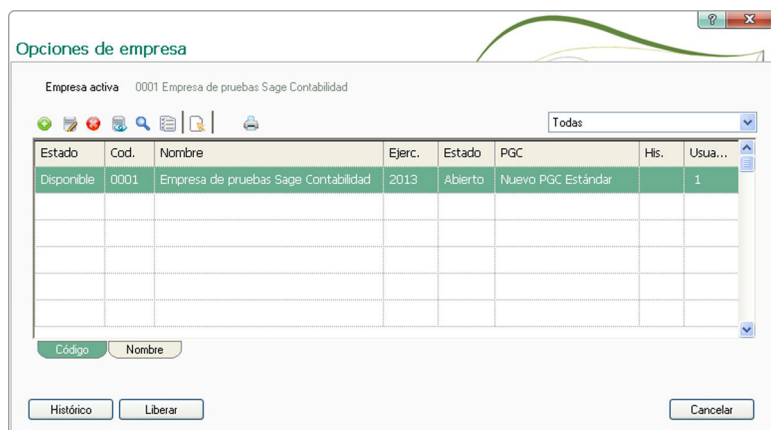 Opciones de empresa
Empresa activa 0001 Empresa de pruebas Sage Contabilidad
Todas
Estado Cod. Nombre Ejerc. Estado PGC His. Usua...
Disponible 0001 Empresa de pruebas Sage Contabilidad 2013 Abierto Nuevo PGC Estándar 1
Código Nombre
Histórico Liberar Cancelar